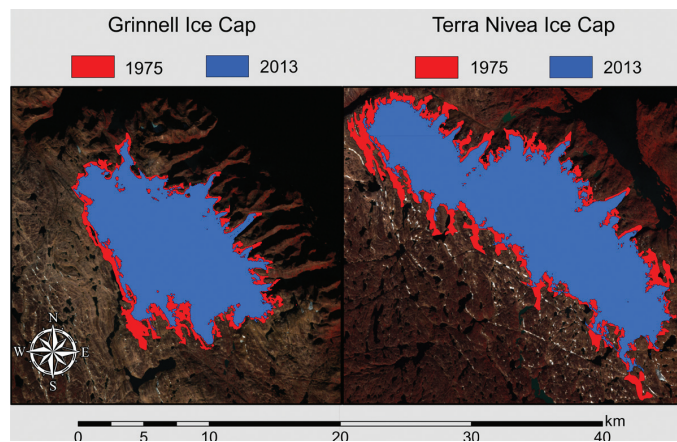 Grinnell Ice Cap
1975 2013
Terra Nivea Ice Cap
1975 2013
N
W E
S
km
0 5 10 20 30 40